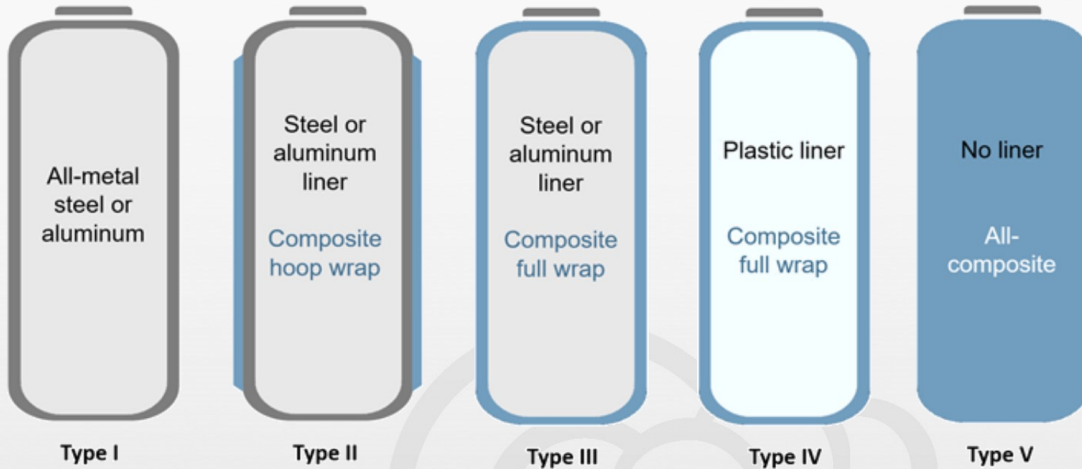 All-metal
steel or
aluminum
Steel or
aluminum
liner
Composite
hoop wrap
Steel or
aluminum
liner
Composite
full wrap
Plastic liner
Composite
full wrap
No liner
All-
composite
Type I
Type II
Type III
Type IV
Type V